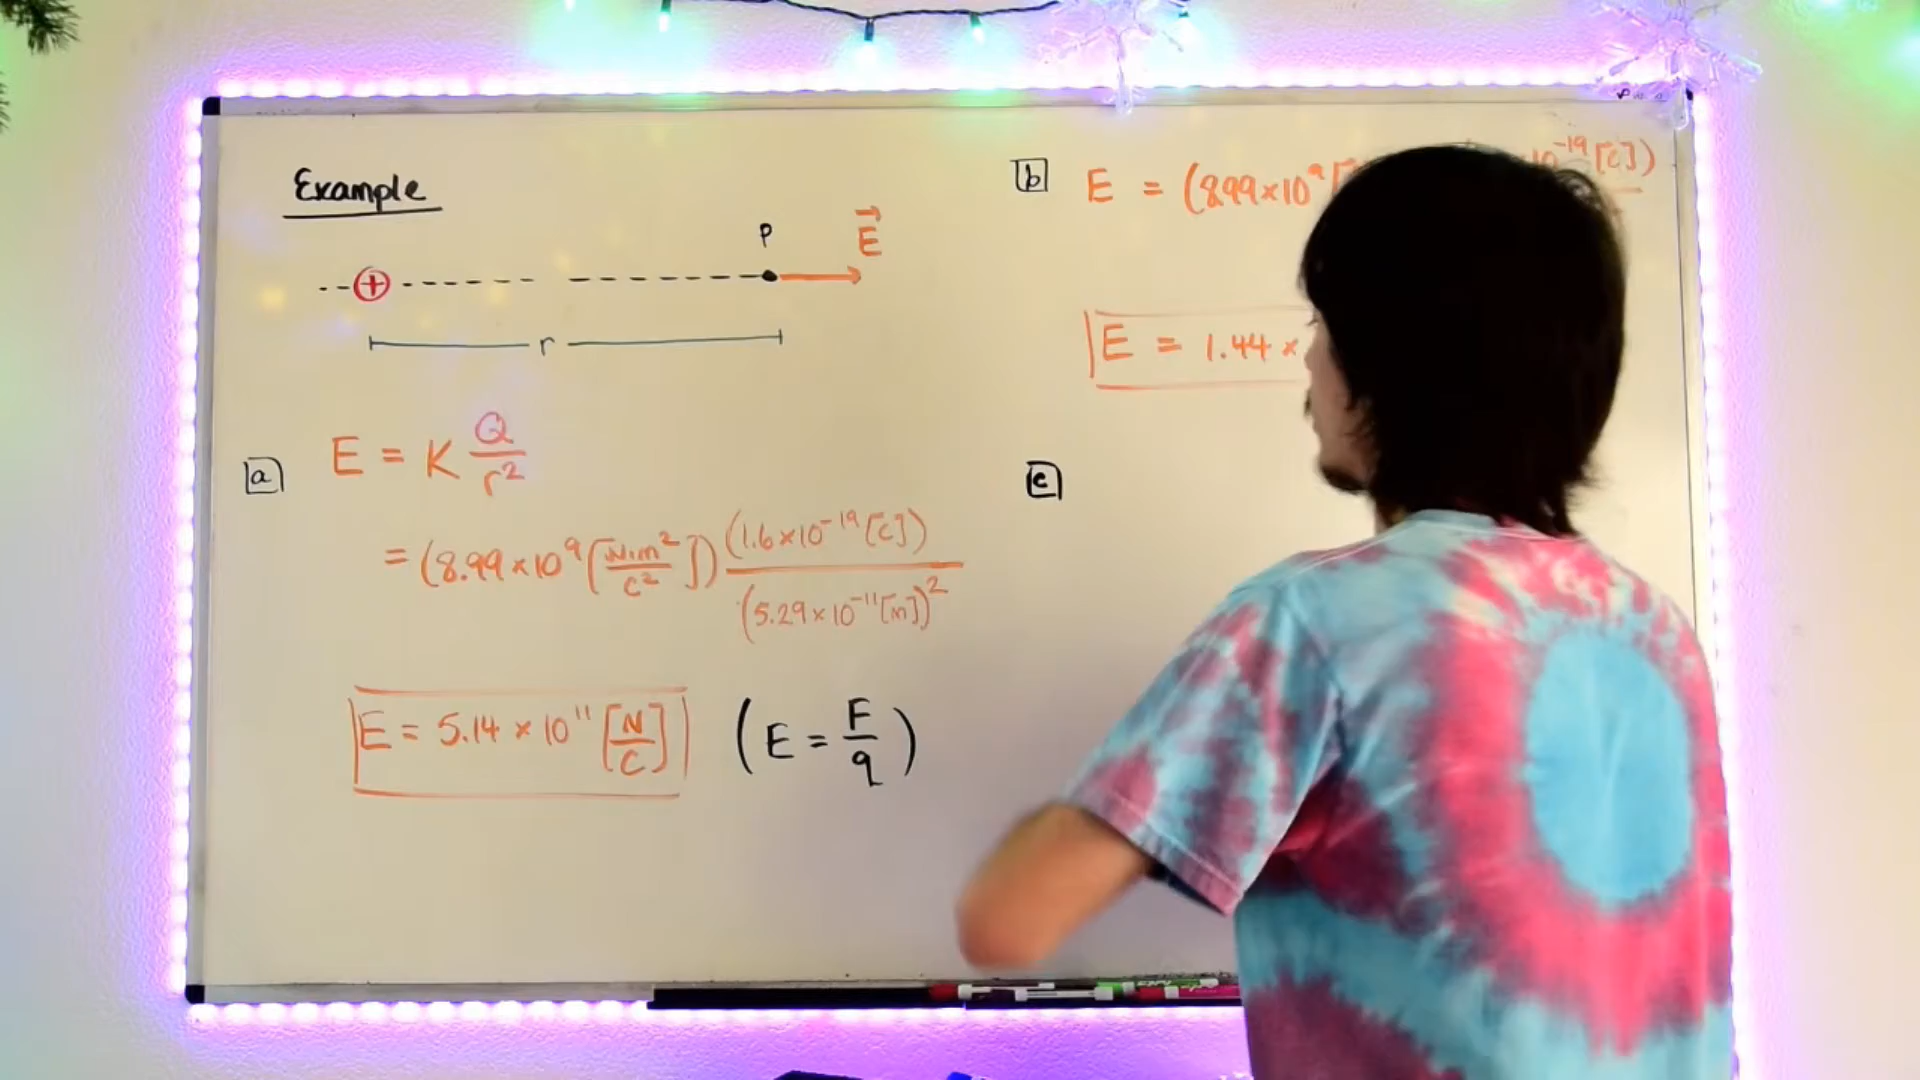 Example
P
E⃗
+
r
a
E = K Q/r²
= (8.99×10⁹ [N·m²/C²]) (1.6×10⁻¹⁹ [C])/(5.29×10⁻¹¹ [m])²
E = 5.14 × 10¹¹ [N/C]
(E = F/q)
b
E = (8.99×10⁹ [ 10⁻¹⁹ [C])
E = 1.44 ×
c